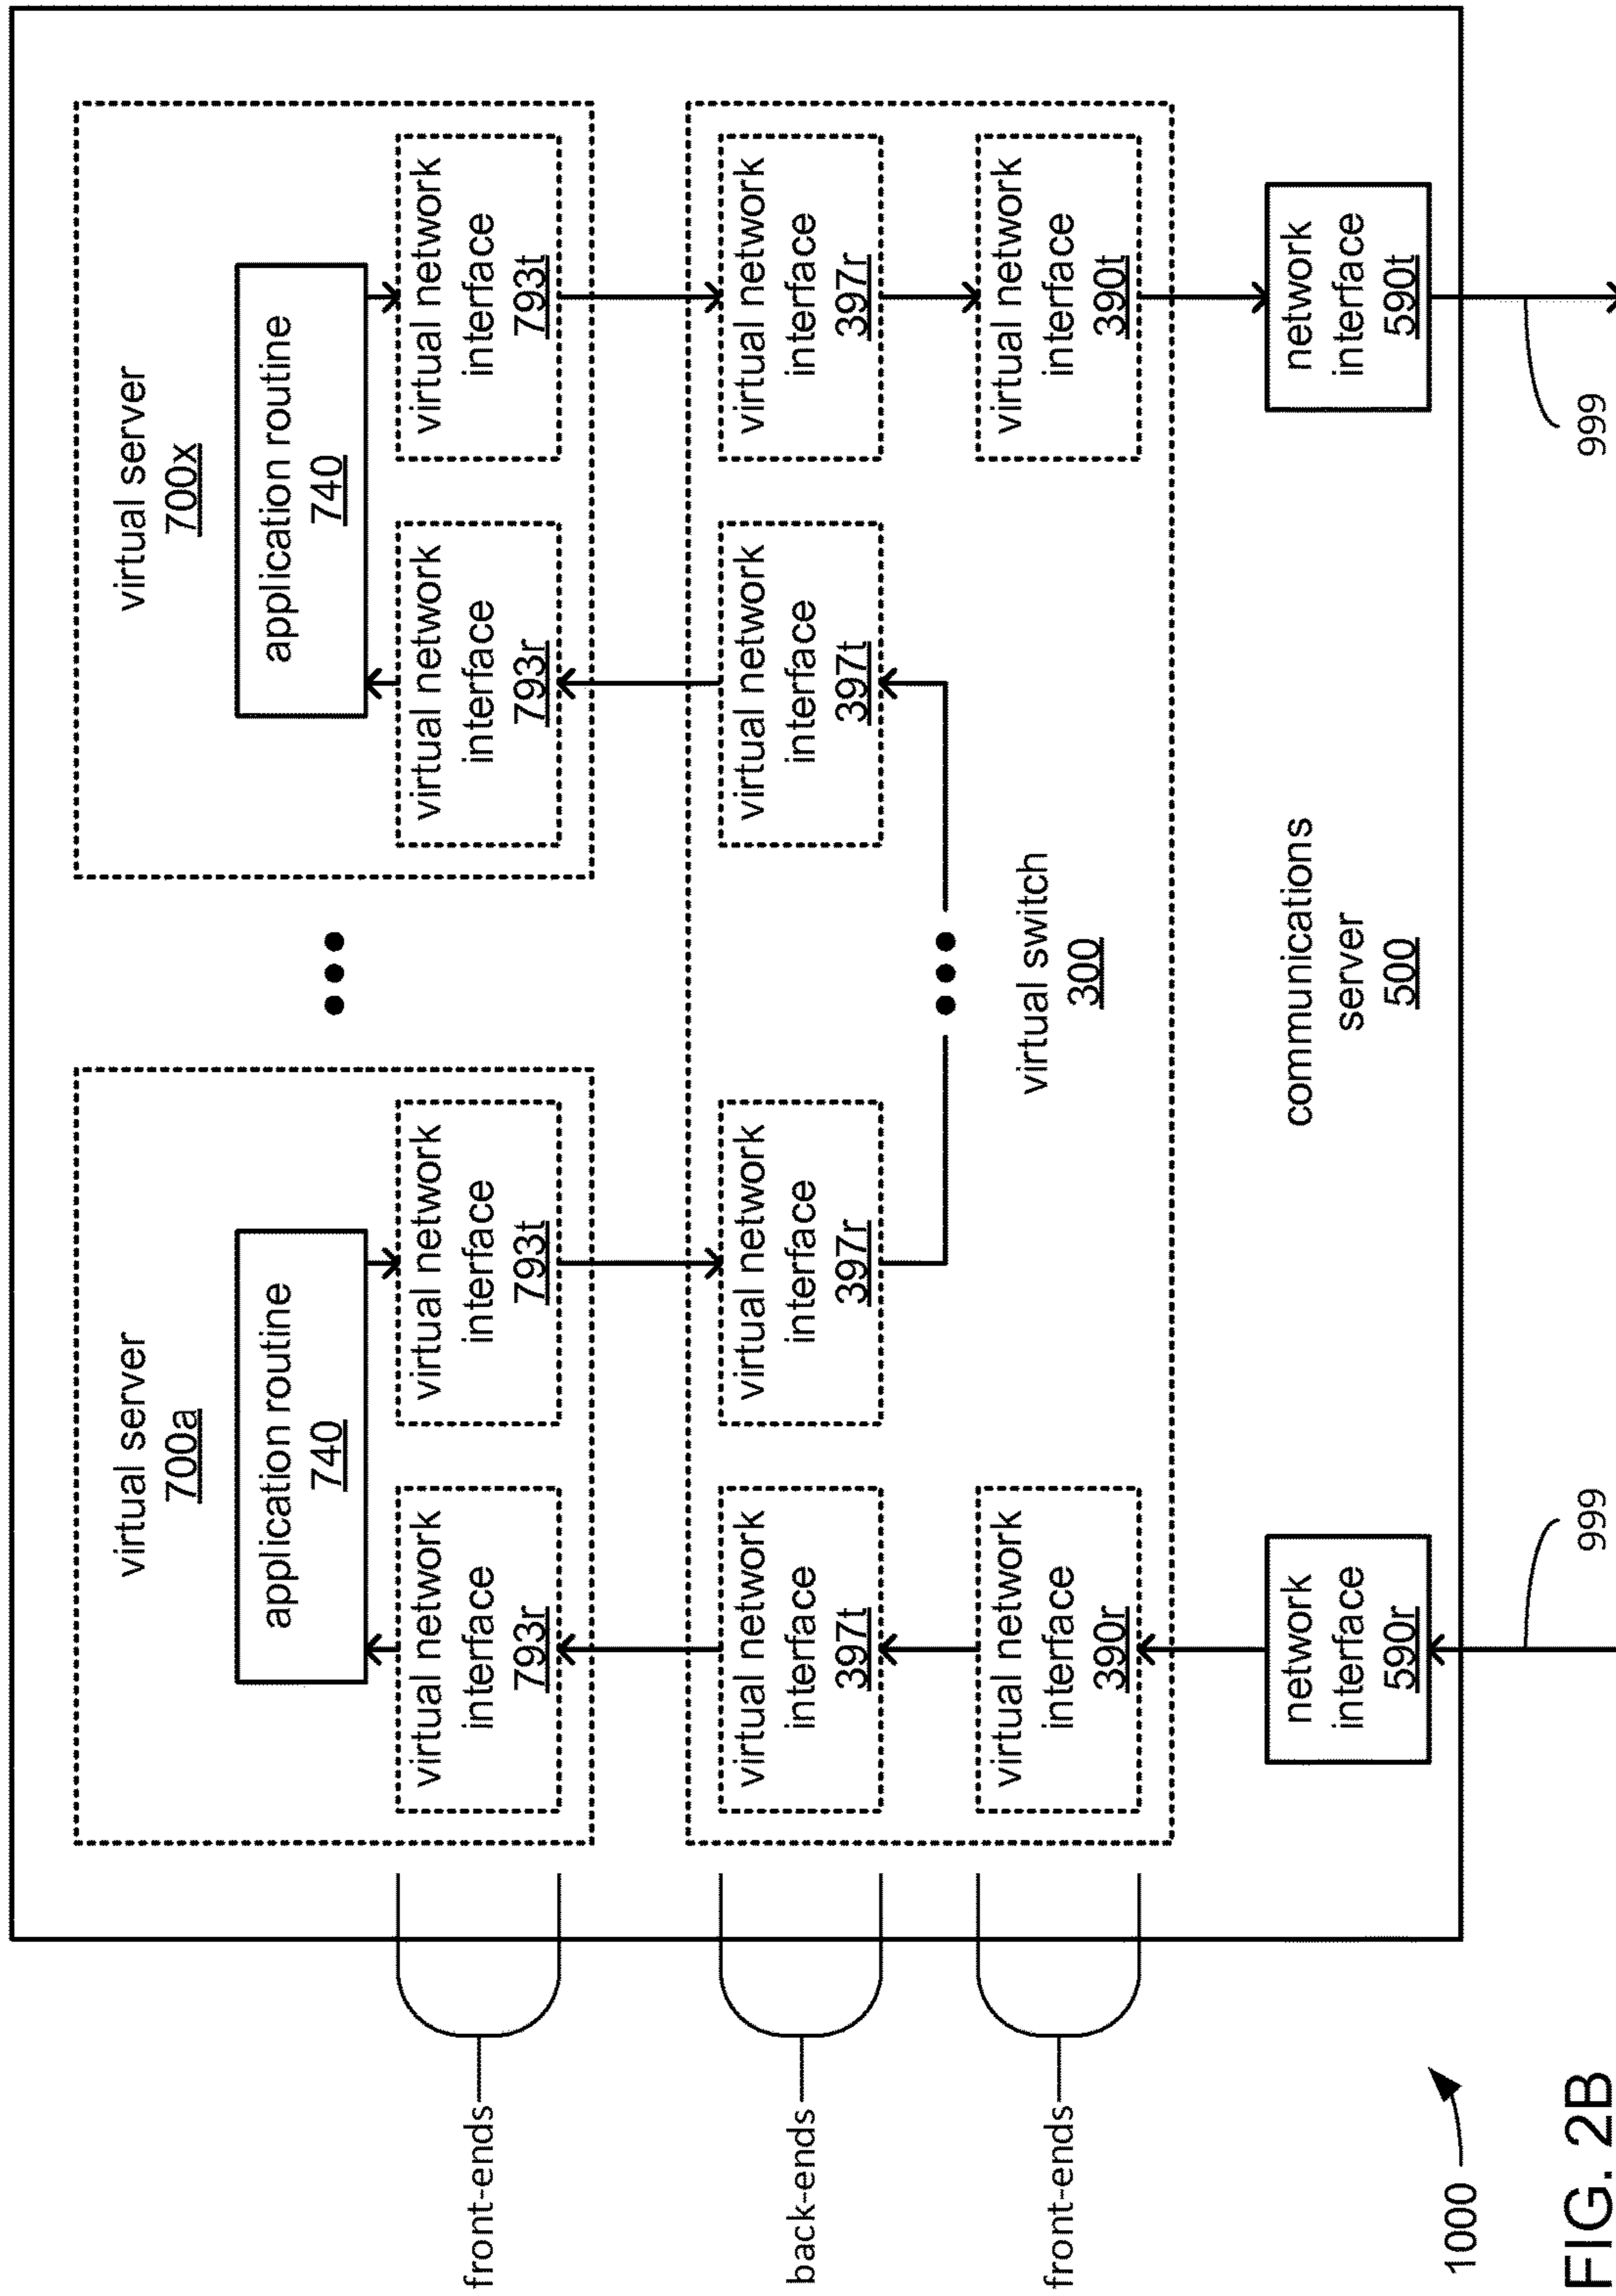 virtual server
700a
application routine
740
virtual network
interface
793r
virtual network
interface
793t
virtual server
700x
application routine
740
virtual network
interface
793r
virtual network
interface
793t
front-ends
virtual network
interface
397t
virtual network
interface
397r
virtual network
interface
397t
virtual network
interface
397r
back-ends
virtual network
interface
390r
virtual switch
300
virtual network
interface
390t
front-ends
network
interface
590r
communications
server
500
network
interface
590t
1000
999
999
FIG. 2B